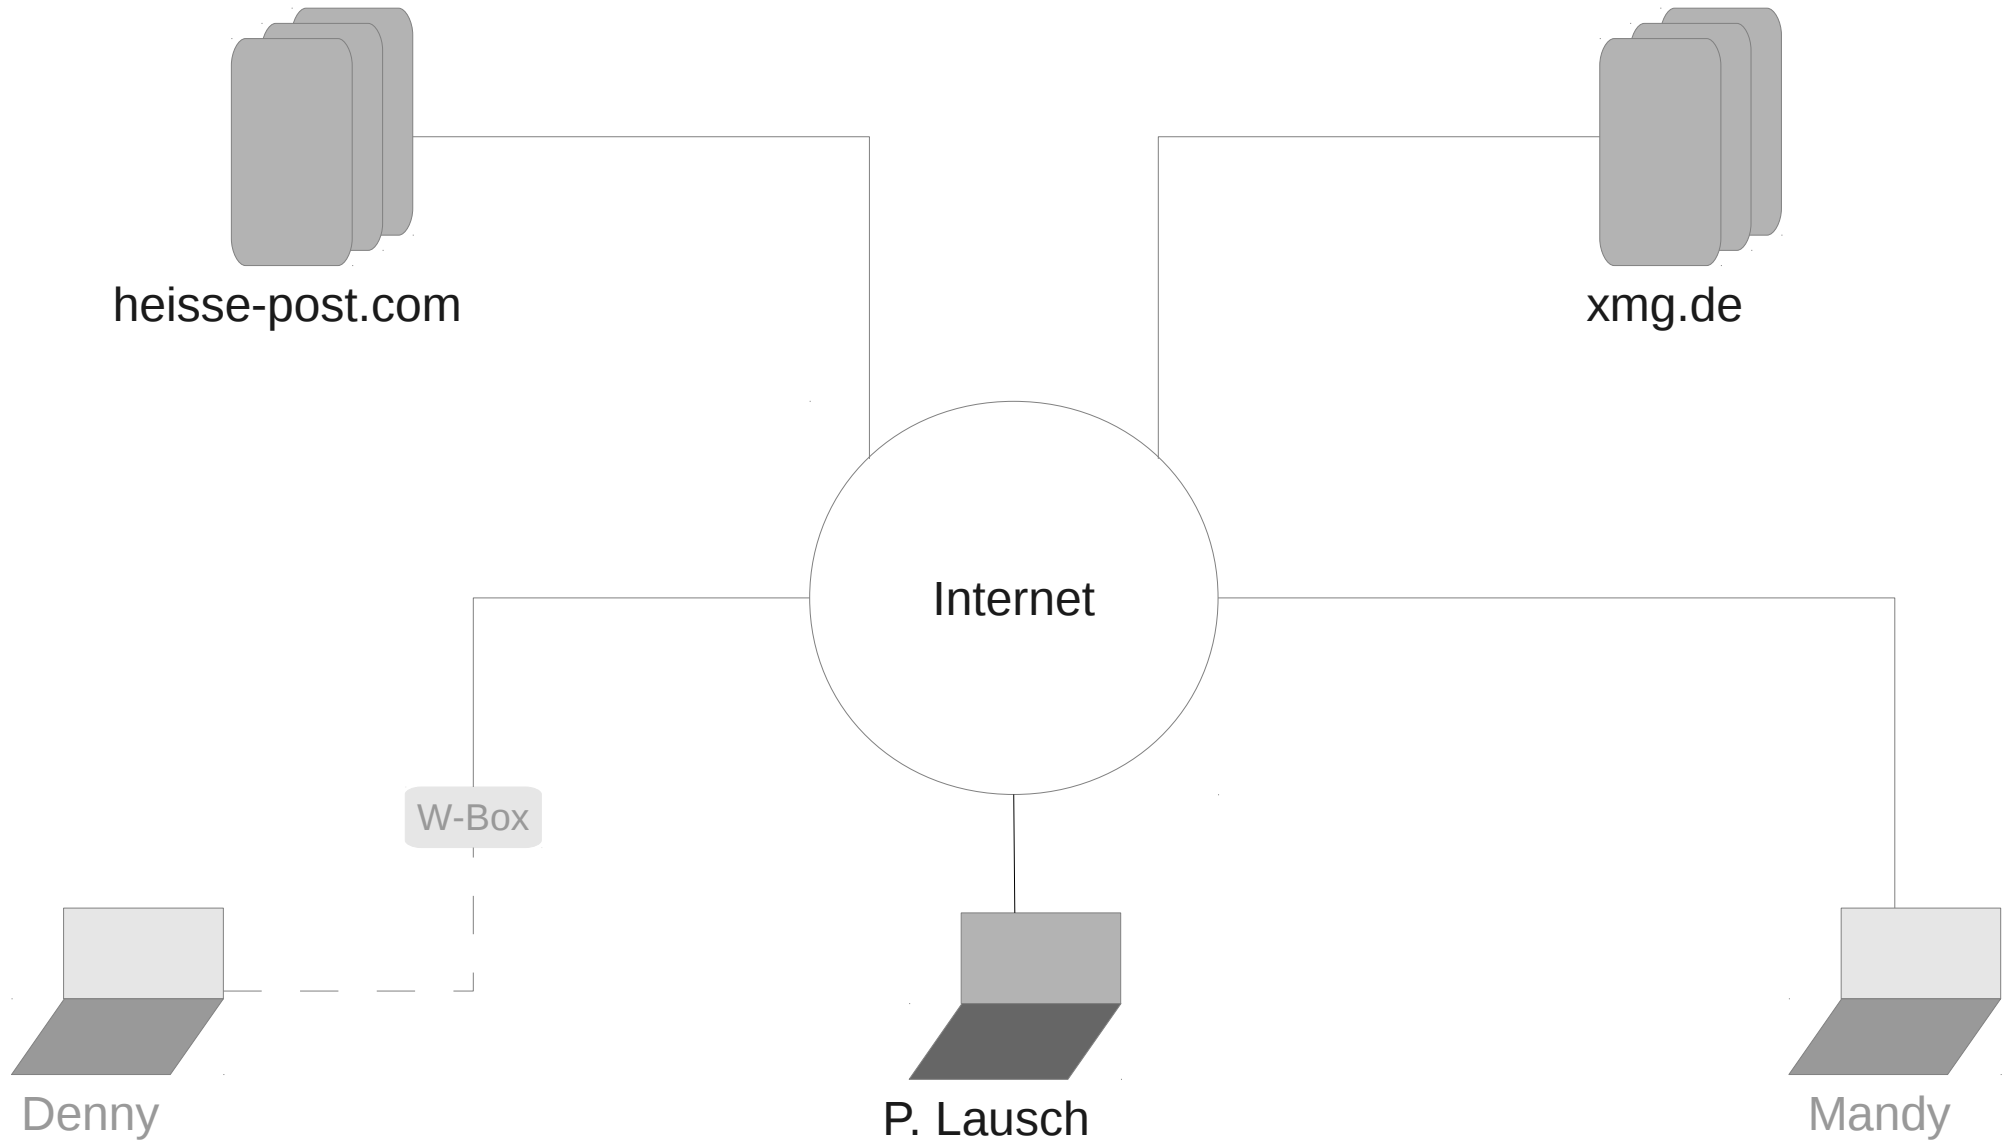 heisse-post.com
xmg.de
Internet
W-Box
Denny
P. Lausch
Mandy